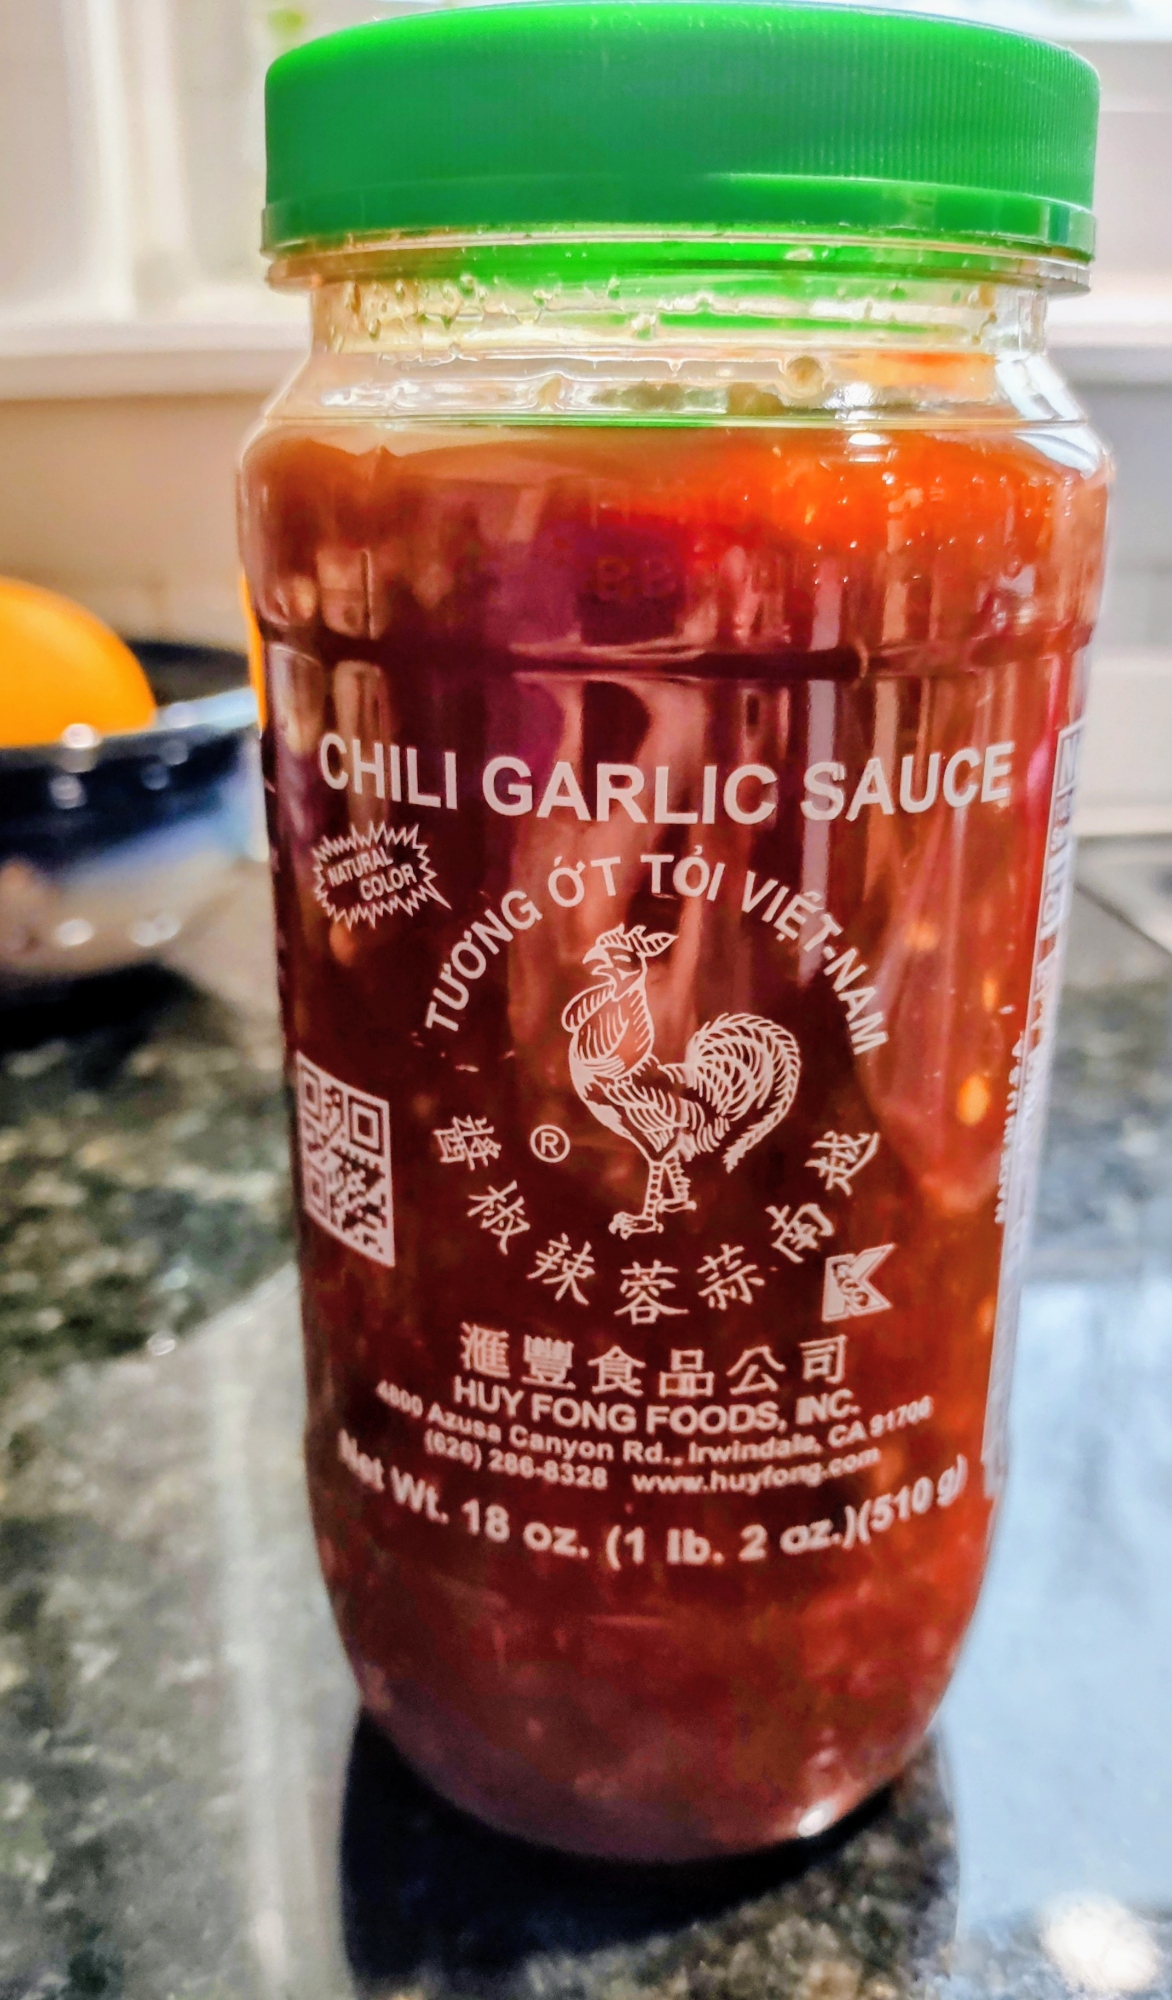 CHILI GARLIC SAUCE
NATURAL
COLOR
TƯƠNG ỚT TỎI VIỆT-NAM
®
越南蒜蓉辣椒醬
K
滙豐食品公司
HUY FONG FOODS, INC.
4800 Azusa Canyon Rd., Irwindale, CA 91706
(626) 286-8328 www.huyfong.com
Net Wt. 18 oz. (1 lb. 2 oz.)(510 g)